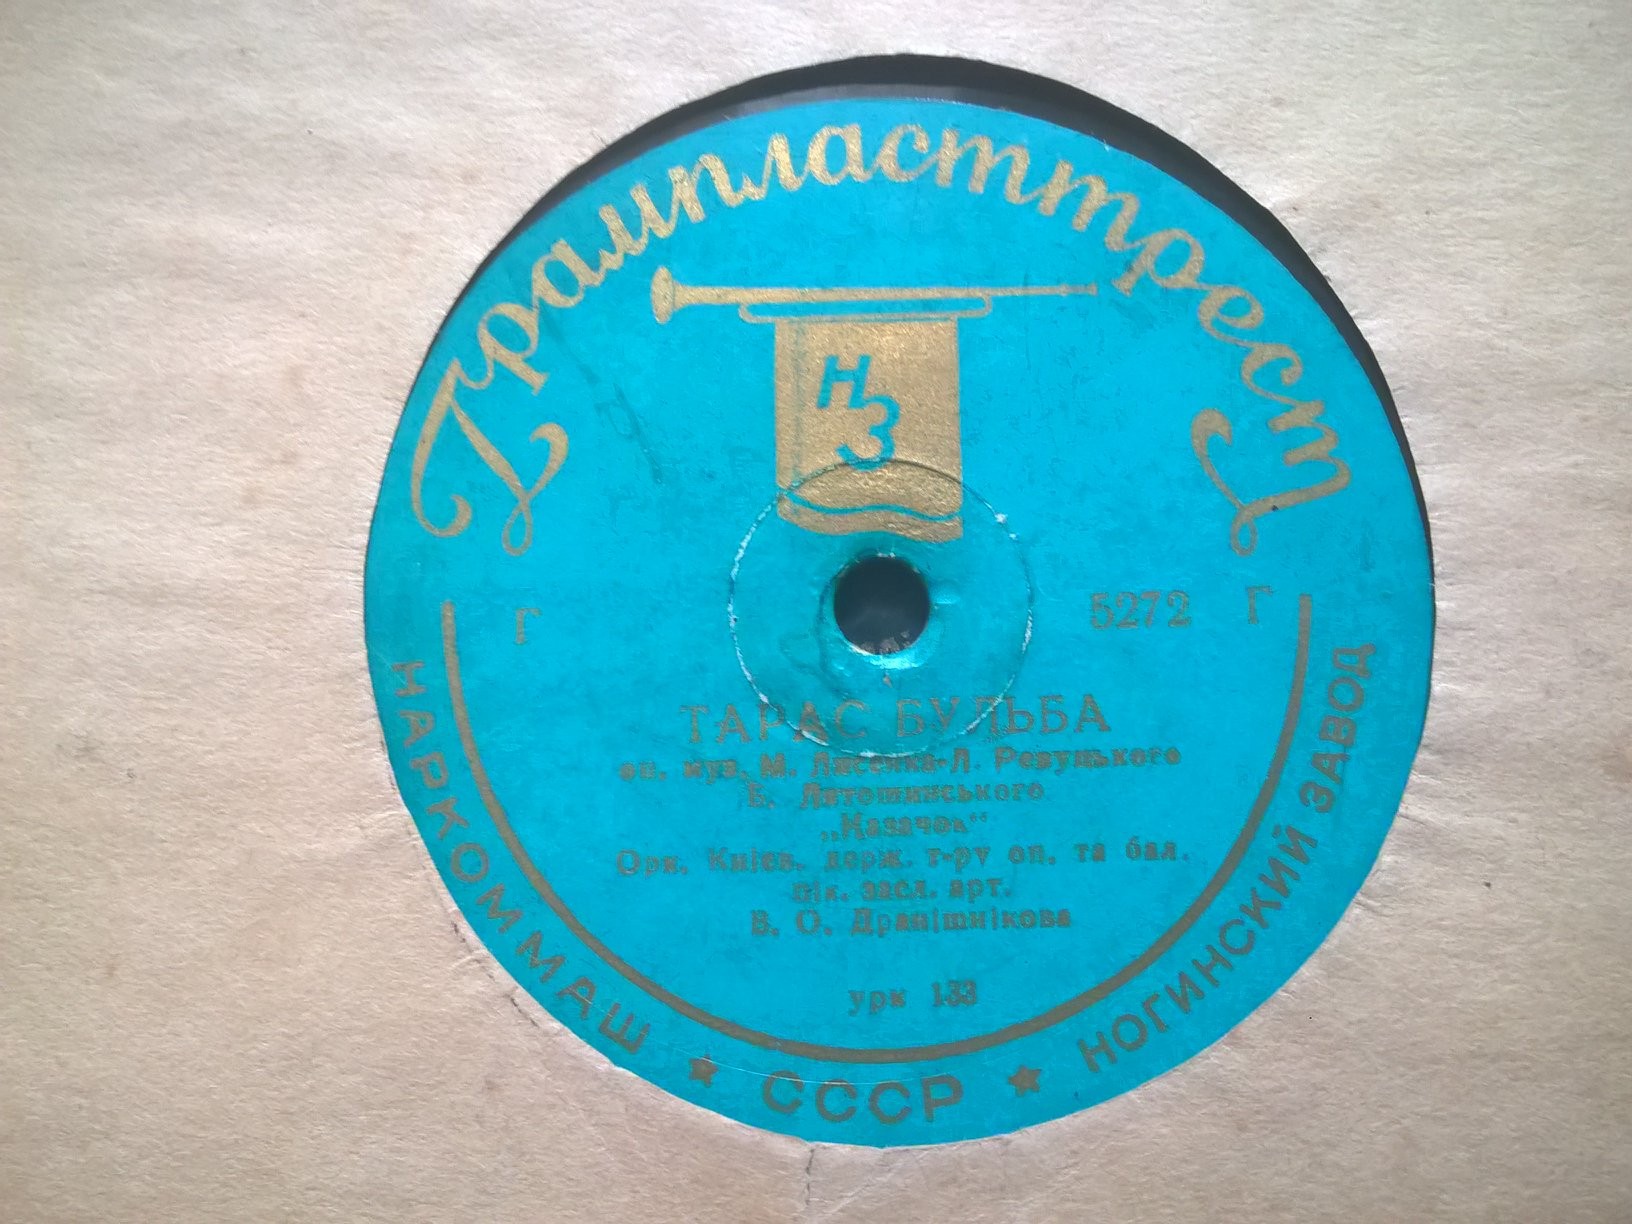 Грампласттрест
НЗ
Г 5272 Г
ТАРАС БУЛЬБА
оп. муз. М. Лисенка-Л. Ревуцького
Б. Лятошинського
„Казачок“
Орк. Київ. держ. т-ру оп. та бал.
під. засл. арт.
В. О. Дранішнікова
урк 133
НАРКОММАШ ★ СССР ★ НОГИНСКИЙ ЗАВОД